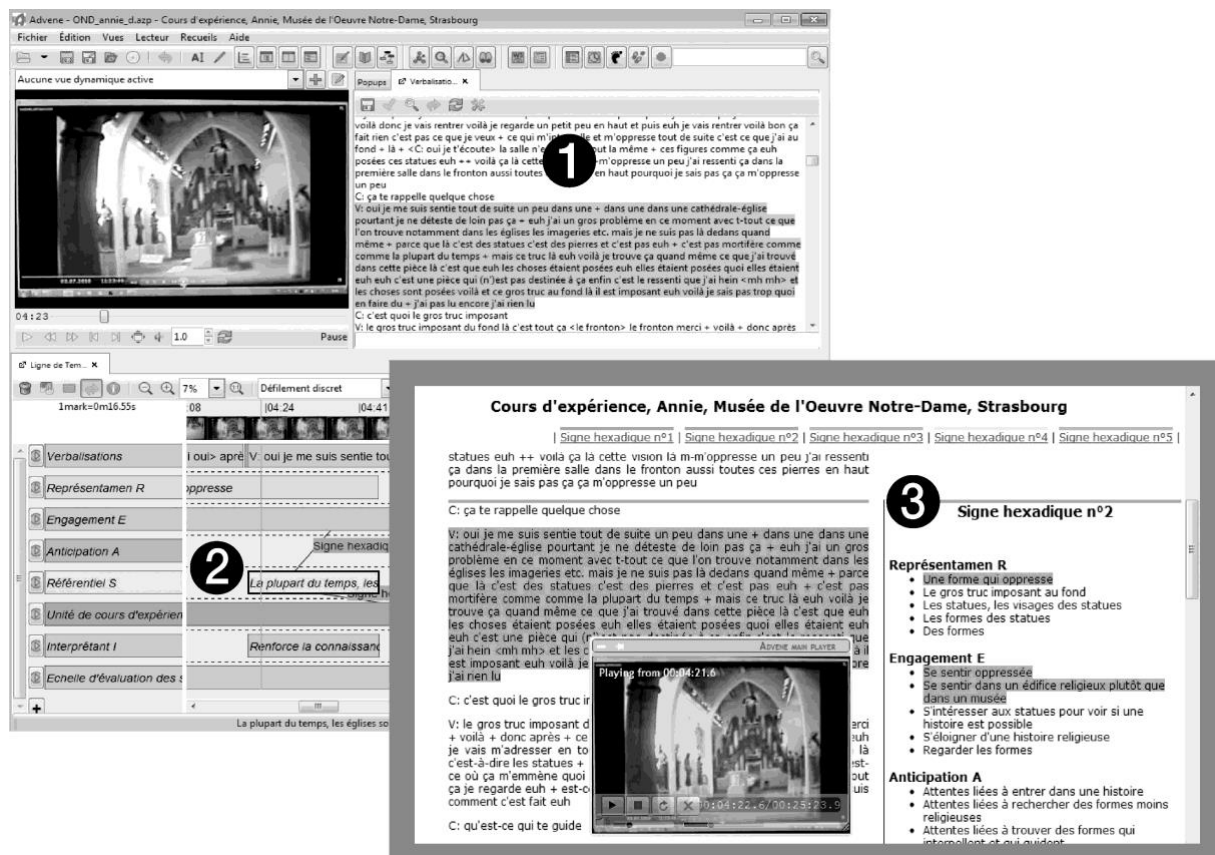 Advene - OND_annie_d.azp - Cours d'expérience, Annie, Musée de l'Oeuvre Notre-Dame, Strasbourg
Fichier Édition Vues Lecteur Recueils Aide
Aucune vue dynamique active
Popups Verbalisatio...
voilà donc je vais rentrer voilà je regarde un petit peu en haut et puis euh je vais rentrer voilà bon ça
fait rien c'est pas ce que je veux + ce qui et m'oppresse tout de suite c'est ce que j'ai au
fond + là + <C: oui je t'écoute> la salle la même + ces figures comme ça euh
posées ces statues euh ++ voilà ça là cette m'oppresse un peu j'ai ressenti ça dans la
première salle dans le fronton aussi toutes en haut pourquoi je sais pas ça ça m'oppresse
un peu
1
C: ça te rappelle quelque chose
V: oui je me suis sentie tout de suite un peu dans une + dans une dans une cathédrale-église
pourtant je ne déteste de loin pas ça + euh j'ai un gros problème en ce moment avec t-tout ce que
l'on trouve notamment dans les églises les imageries etc. mais je ne suis pas là dedans quand
même + parce que là c'est des statues c'est des pierres et c'est pas euh + c'est pas mortifère comme
comme la plupart du temps + mais ce truc là euh voilà je trouve ça quand même ce que j'ai trouvé
dans cette pièce là c'est que euh les choses étaient posées euh elles étaient posées quoi elles étaient
euh euh c'est une pièce qui (n')est pas destinée à ça enfin c'est le ressenti que j'ai hein <mh mh> et
les choses sont posées voilà et ce gros truc au fond là il est imposant euh voilà je sais pas trop quoi
en faire du + j'ai pas lu encore j'ai rien lu
C: c'est quoi le gros truc imposant
V: le gros truc imposant du fond là c'est tout ça <le fronton> le fronton merci + voilà + donc après
04:23
1.0
Pause
Ligne de Tem...
7% Défilement discret
1mark=0m16.55s :08 |04:24 |04:41
Verbalisations i oui> aprè V: oui je me suis sentie tou
Représentamen R ppresse
Engagement E
Anticipation A Signe hexadiq
2
Référentiel S La plupart du temps, les
Unité de cours d'expérien
Interprétant I Renforce la connaissanc
Echelle d'évaluation des s
La plupart du temps, les églises so
Cours d'expérience, Annie, Musée de l'Oeuvre Notre-Dame, Strasbourg
| Signe hexadique nº1 | Signe hexadique nº2 | Signe hexadique nº3 | Signe hexadique nº4 | Signe hexadique nº5 |
statues euh ++ voilà ça là cette vision là m-m'oppresse un peu j'ai ressenti
ça dans la première salle dans le fronton aussi toutes ces pierres en haut
pourquoi je sais pas ça ça m'oppresse un peu
C: ça te rappelle quelque chose
V: oui je me suis sentie tout de suite un peu dans une + dans une dans une
cathédrale-église pourtant je ne déteste de loin pas ça + euh j'ai un gros
problème en ce moment avec t-tout ce que l'on trouve notamment dans les
églises les imageries etc. mais je ne suis pas là dedans quand même + parce
que là c'est des statues c'est des pierres et c'est pas euh + c'est pas
mortifère comme comme la plupart du temps + mais ce truc là euh voilà je
trouve ça quand même ce que j'ai trouvé dans cette pièce là c'est que euh
les choses étaient posées euh elles étaient posées quoi elles étaient euh
euh c'est une pièce qui
j'ai hein <mh mh> et les c à il
est imposant euh voilà je ore
j'ai rien lu
C: c'est quoi le gros truc ir
V: le gros truc imposant d erci
+ voilà + donc après + ce euh
je vais m'adresser en to là
c'est-à-dire les statues + est-
ce où ça m'emmène quoi out
ça je regarde euh + est-c uis
comment c'est fait euh
C: qu'est-ce qui te guide
ADVENE MAIN PLAYER
Playing from 00:04:21.6
00:04:22.6/00:25:23.9
3
Signe hexadique nº2
Représentamen R
Une forme qui oppresse
Le gros truc imposant au fond
Les statues, les visages des statues
Les formes des statues
Des formes
Engagement E
Se sentir oppressée
Se sentir dans un édifice religieux plutôt que
dans un musée
S'intéresser aux statues pour voir si une
histoire est possible
S'éloigner d'une histoire religieuse
Regarder les formes
Anticipation A
Attentes liées à entrer dans une histoire
Attentes liées à rechercher des formes moins
religieuses
Attentes liées à trouver des formes qui
interpellent et qui guident